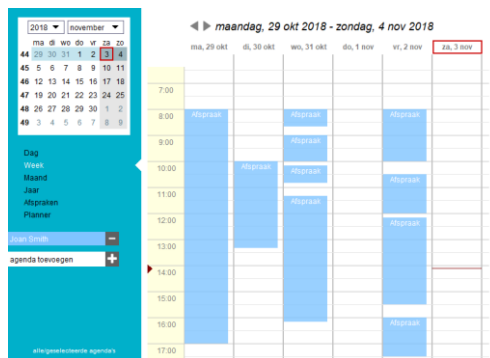 2018 november
ma di wo do vr za zo
44 29 30 31 1 2 3 4
45 5 6 7 8 9 10 11
46 12 13 14 15 16 17 18
47 19 20 21 22 23 24 25
48 26 27 28 29 30 1 2
49 3 4 5 6 7 8 9
Dag
Week
Maand
Jaar
Afspraken
Planner
Joan Smith
agenda toevoegen
alle/geselecteerde agenda's
maandag, 29 okt 2018 - zondag, 4 nov 2018
ma, 29 okt di, 30 okt wo, 31 okt do, 1 nov vr, 2 nov za, 3 nov
7:00
8:00 Afspraak Afspraak Afspraak
9:00 Afspraak
10:00 Afspraak Afspraak Afspraak
11:00 Afspraak
12:00 Afspraak
13:00
14:00
15:00
16:00 Afspraak
17:00